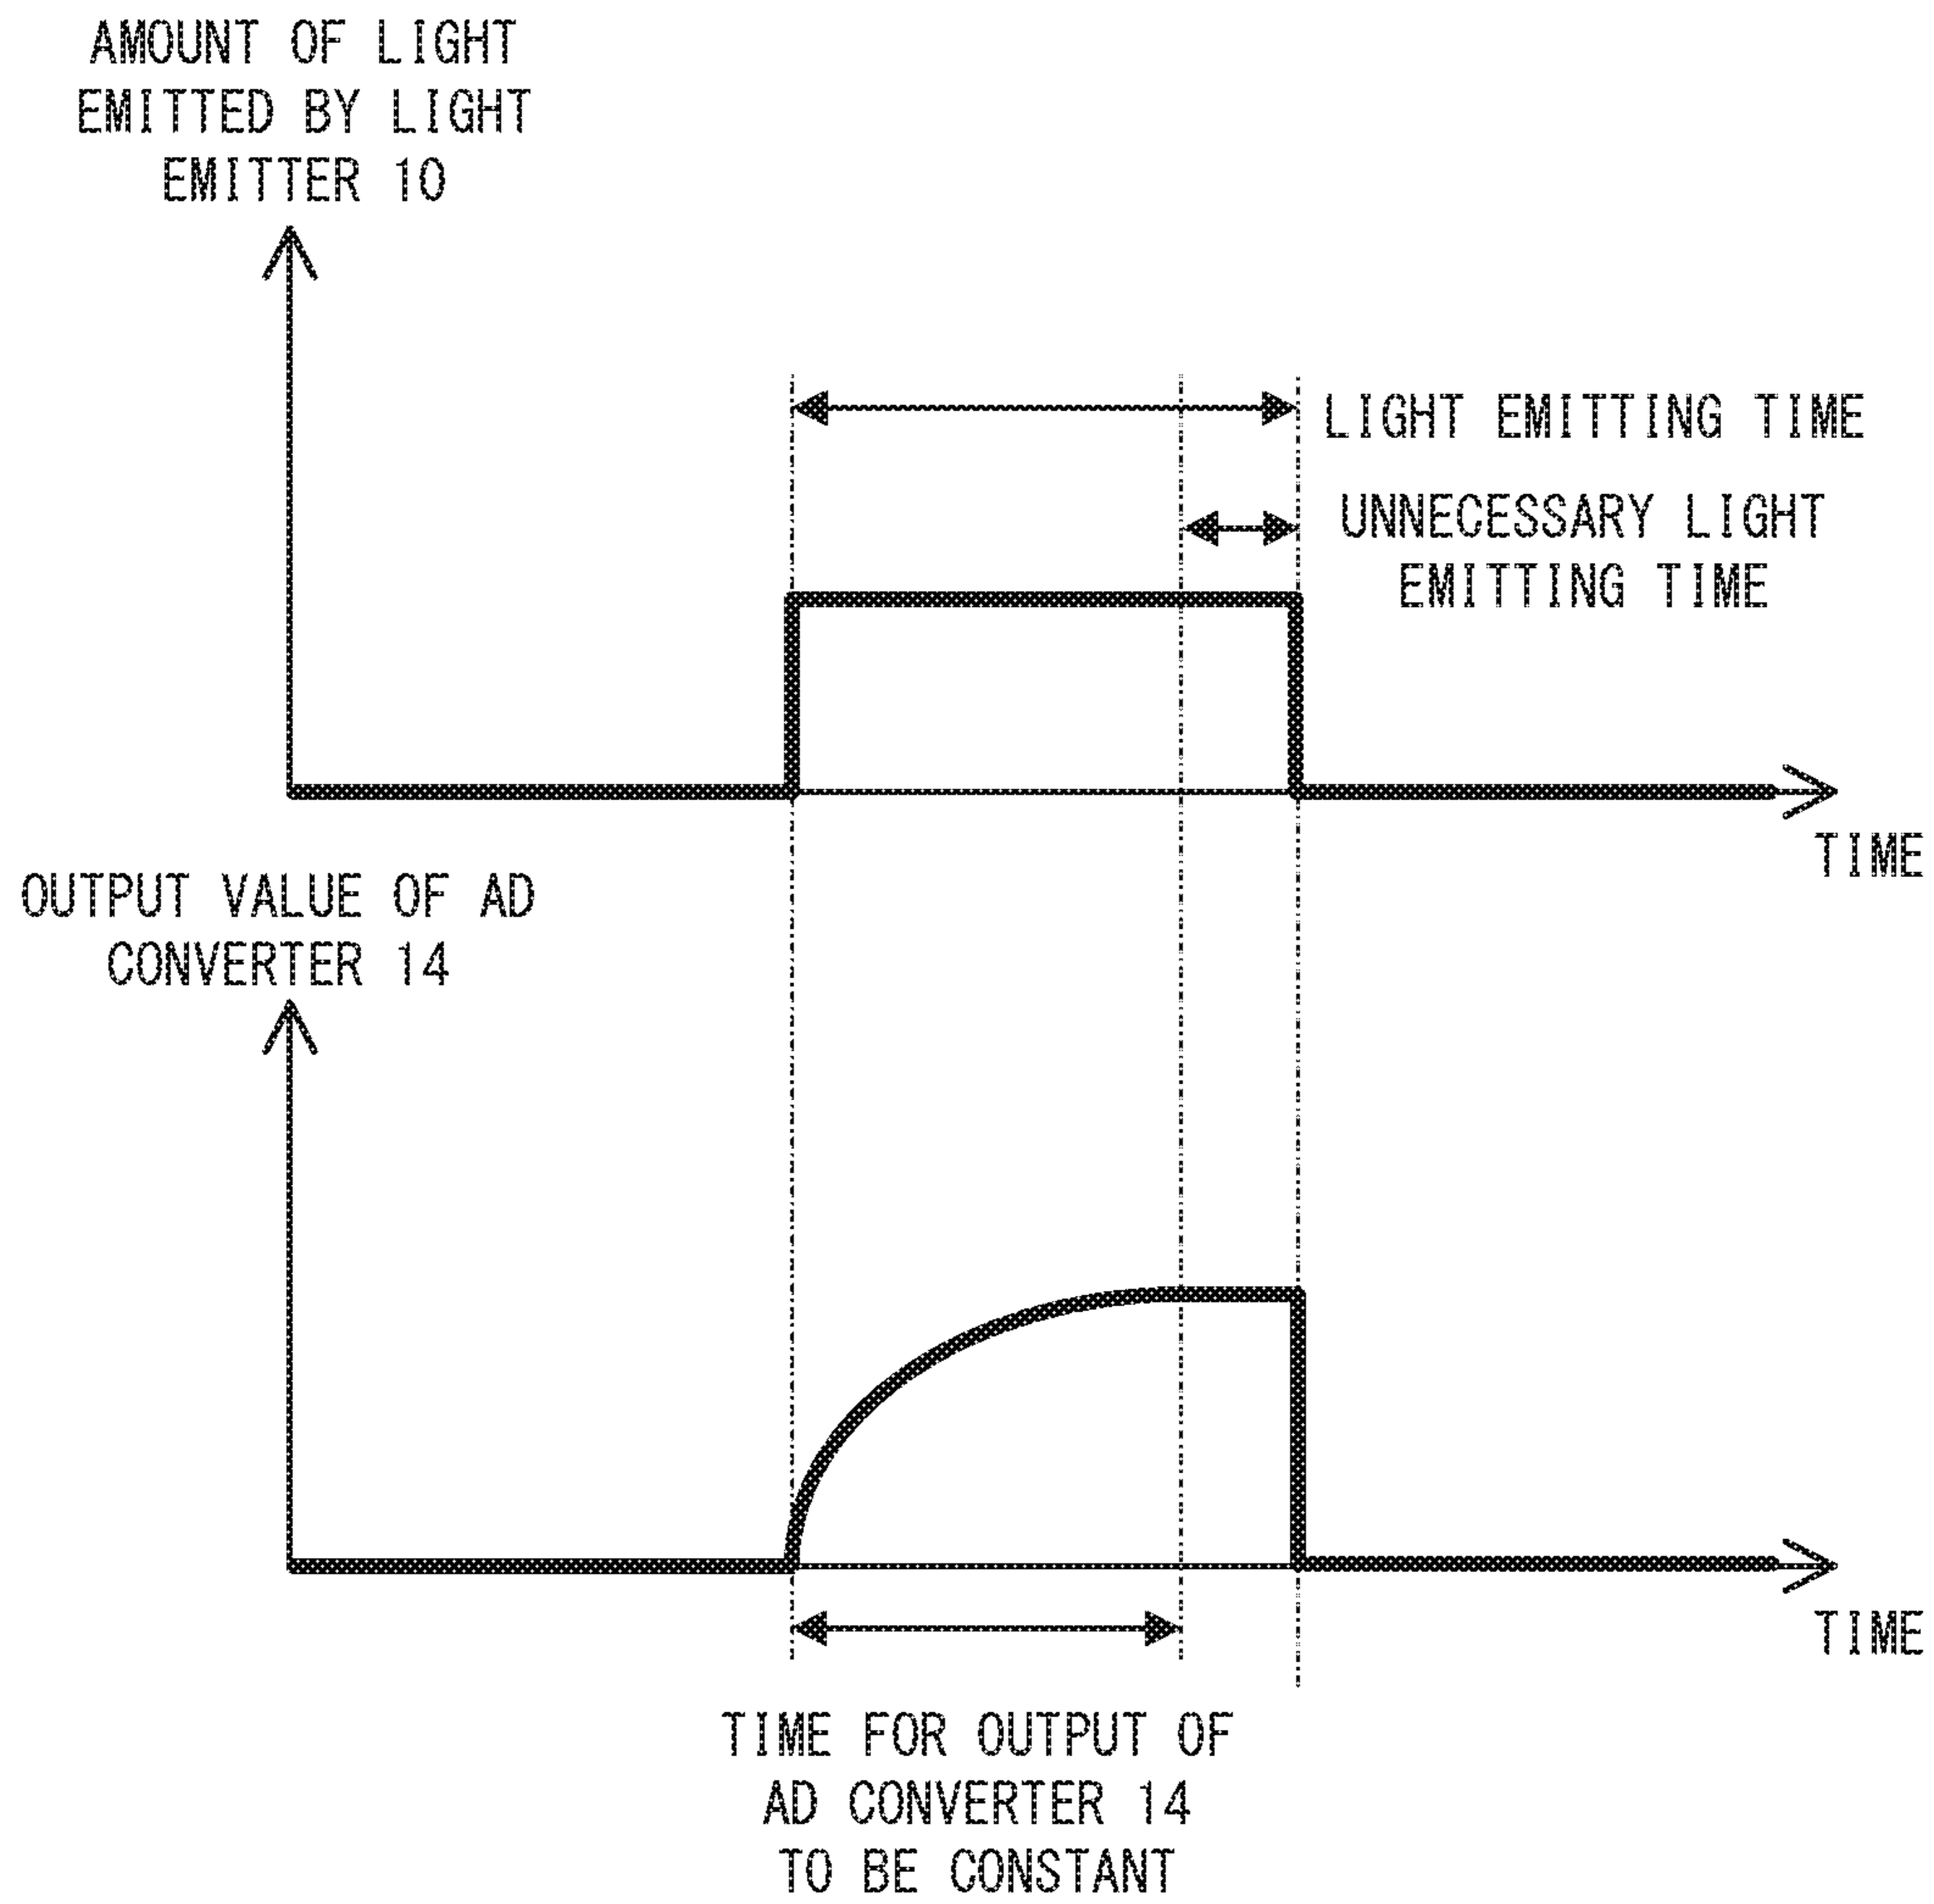 AMOUNT OF LIGHT
EMITTED BY LIGHT
EMITTER 10
LIGHT EMITTING TIME
UNNECESSARY LIGHT
EMITTING TIME
TIME
OUTPUT VALUE OF AD
CONVERTER 14
TIME
TIME FOR OUTPUT OF
AD CONVERTER 14
TO BE CONSTANT